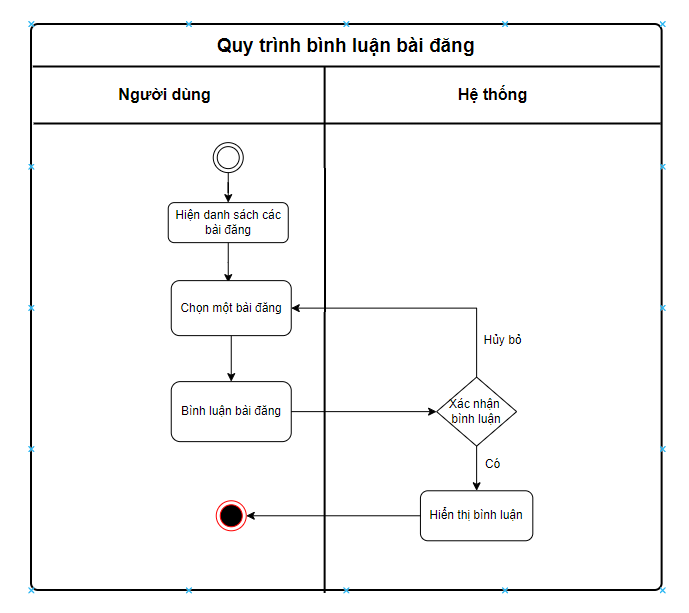 Quy trình bình luận bài đăng
Người dùng
Hệ thống
Hiện danh sách các
bài đăng
Chọn một bài đăng
Hủy bỏ
Bình luận bài đăng
Xác nhận
bình luận
Có
Hiển thị bình luận